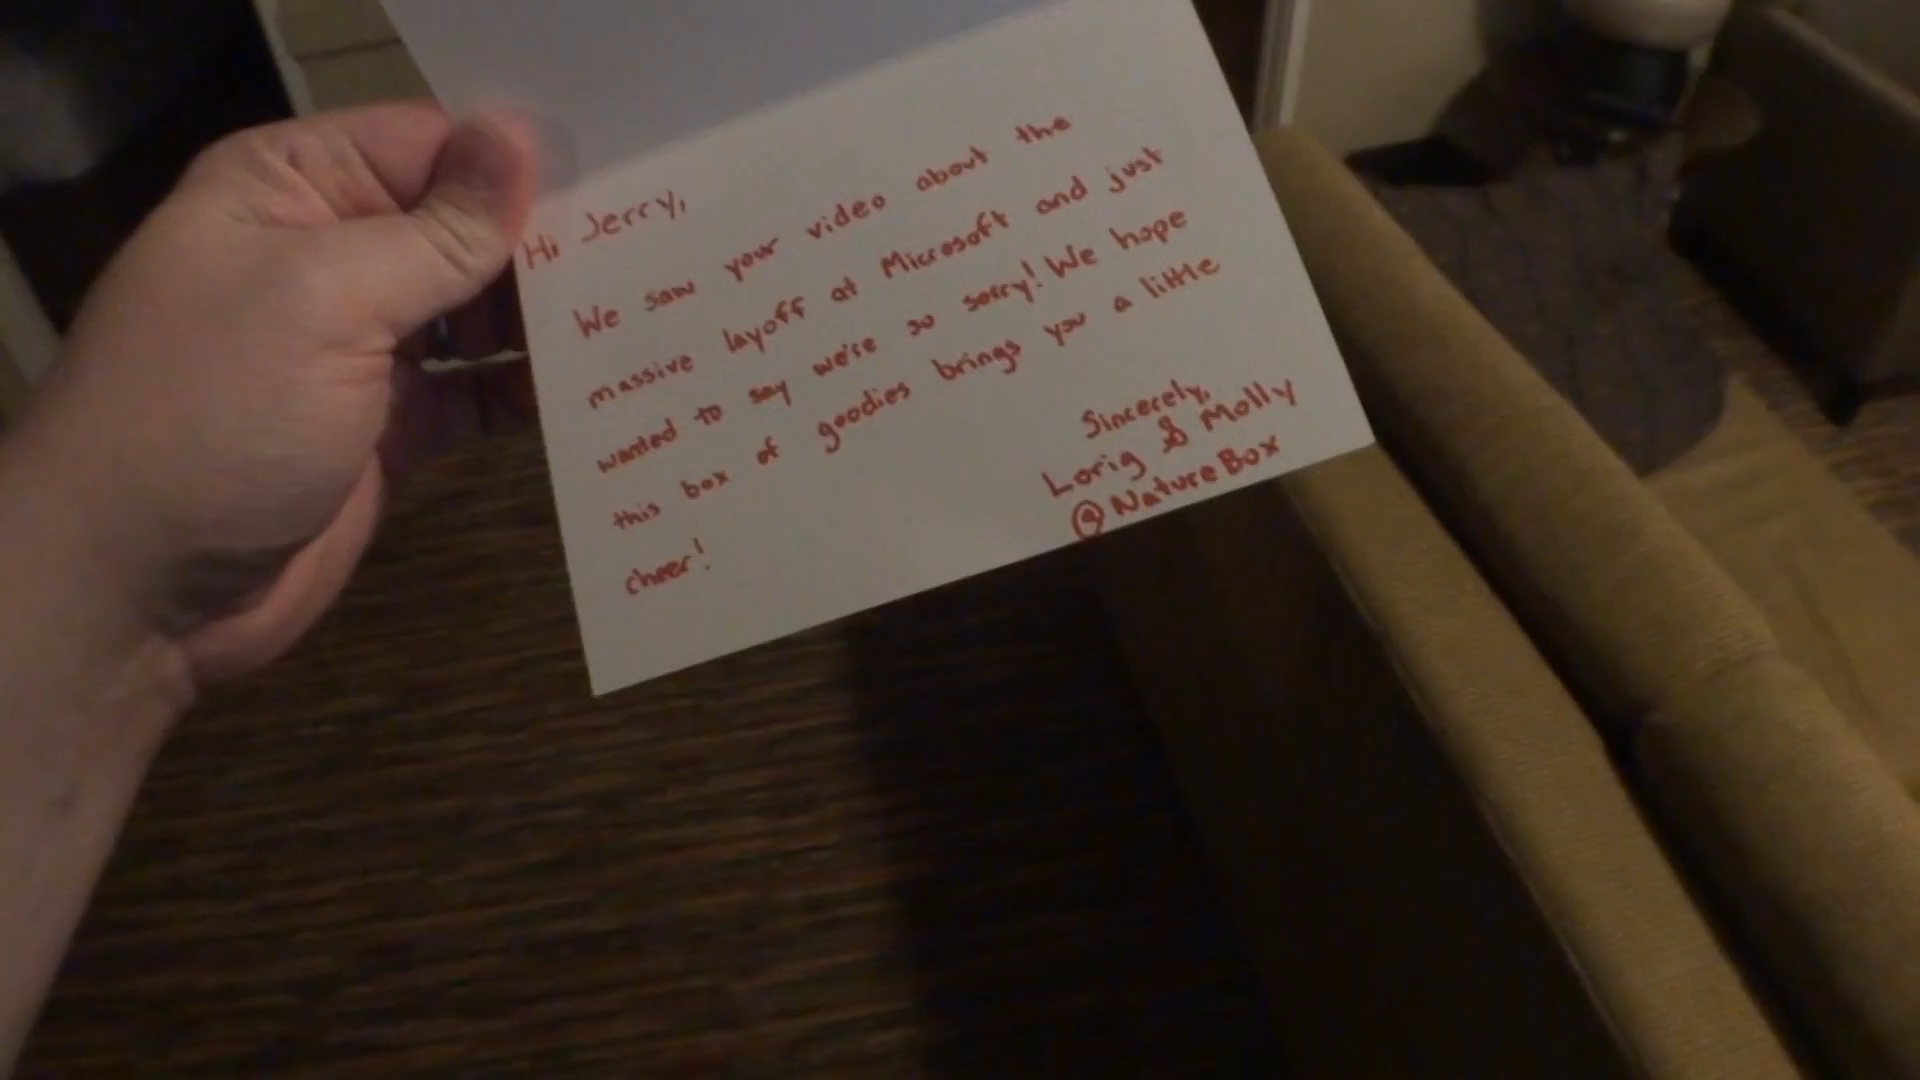 Hi Jerry,
We saw your video about the
massive layoff at Microsoft and just
wanted to say we're so sorry! We hope
this box of goodies brings you a little
cheer!
Sincerely,
Lorig & Molly
@NatureBox